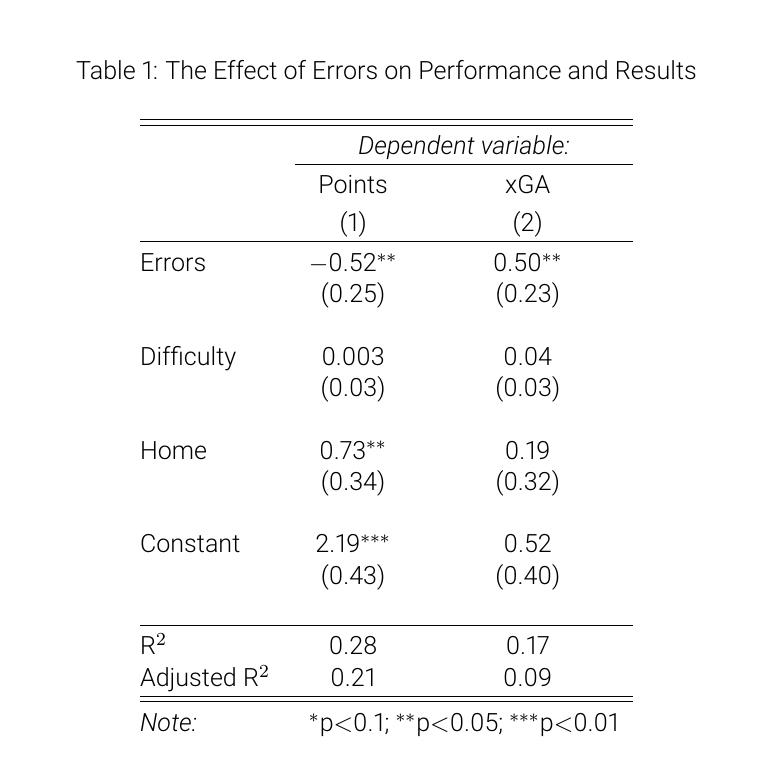 Table 1: The Effect of Errors on Performance and Results
Dependent variable:
Points xGA
(1) (2)
Errors −0.52** 0.50**
(0.25) (0.23)
Difficulty 0.003 0.04
(0.03) (0.03)
Home 0.73** 0.19
(0.34) (0.32)
Constant 2.19*** 0.52
(0.43) (0.40)
R² 0.28 0.17
Adjusted R² 0.21 0.09
Note: *p<0.1; **p<0.05; ***p<0.01